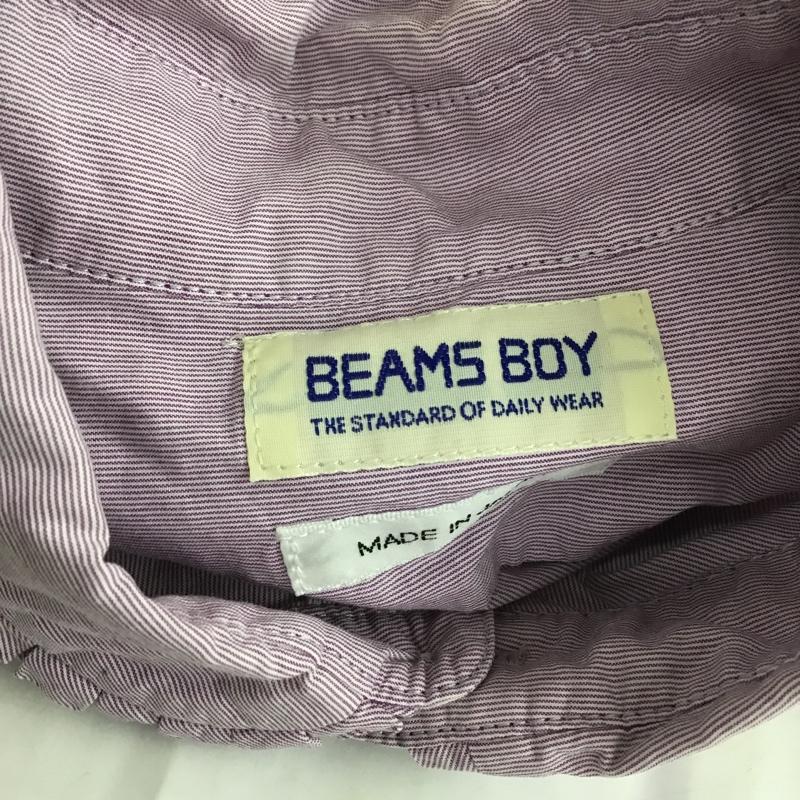 BEAMS BOY
THE STANDARD OF DAILY WEAR
MADE IN